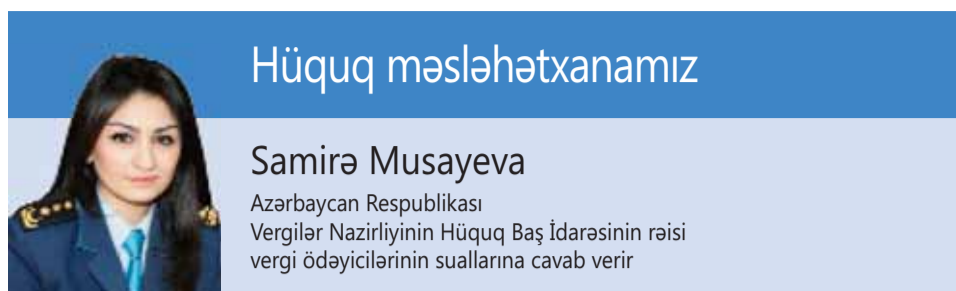 Hüquq məsləhətxanamız
Samirə Musayeva
Azərbaycan Respublikası
Vergilər Nazirliyinin Hüquq Baş İdarəsinin rəisi
vergi ödəyicilərinin suallarına cavab verir